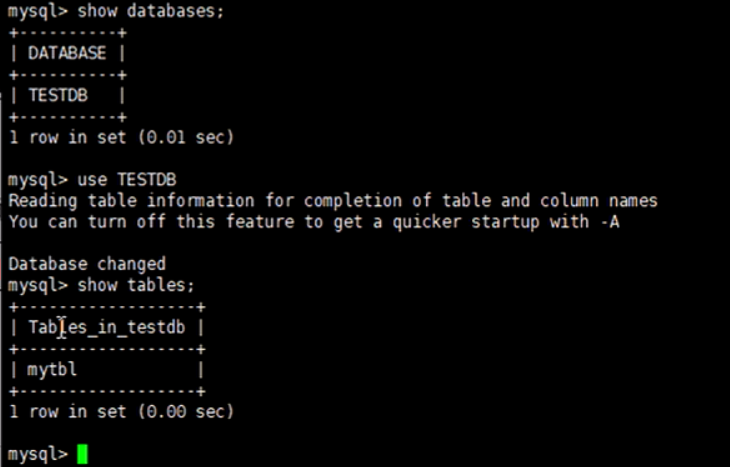 mysql> show databases;
+----------+
| DATABASE |
+----------+
| TESTDB   |
+----------+
1 row in set (0.01 sec)

mysql> use TESTDB
Reading table information for completion of table and column names
You can turn off this feature to get a quicker startup with -A

Database changed
mysql> show tables;
+------------------+
| Tables_in_testdb |
+------------------+
| mytbl            |
+------------------+
1 row in set (0.00 sec)

mysql>